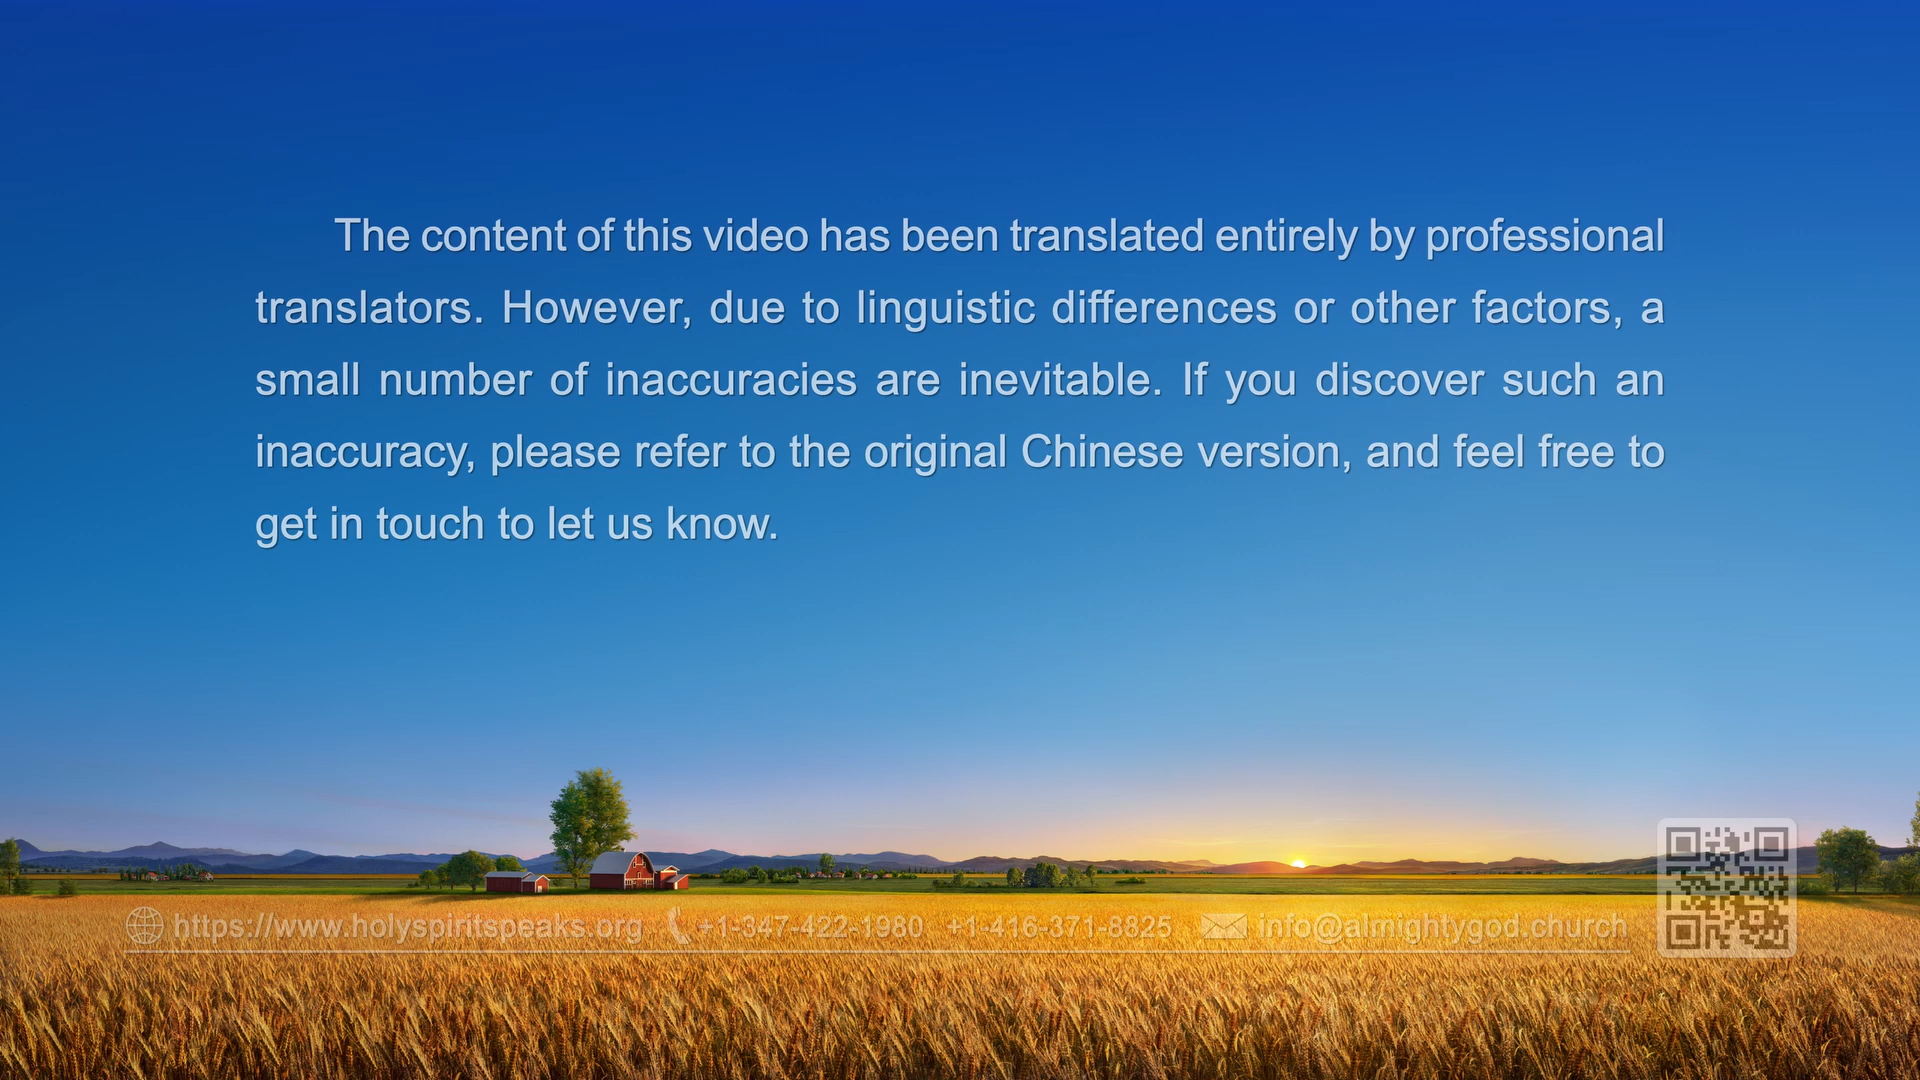 The content of this video has been translated entirely by professional
translators. However, due to linguistic differences or other factors, a
small number of inaccuracies are inevitable. If you discover such an
inaccuracy, please refer to the original Chinese version, and feel free to
get in touch to let us know.
https://www.holyspiritspeaks.org +1-347-422-1980 +1-416-371-8825 info@almightygod.church